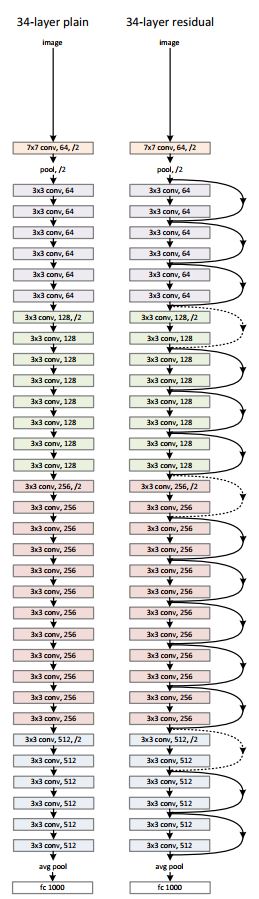 34-layer plain
image
7x7 conv, 64, /2
pool, /2
3x3 conv, 64
3x3 conv, 64
3x3 conv, 64
3x3 conv, 64
3x3 conv, 64
3x3 conv, 64
3x3 conv, 128, /2
3x3 conv, 128
3x3 conv, 128
3x3 conv, 128
3x3 conv, 128
3x3 conv, 128
3x3 conv, 128
3x3 conv, 128
3x3 conv, 256, /2
3x3 conv, 256
3x3 conv, 256
3x3 conv, 256
3x3 conv, 256
3x3 conv, 256
3x3 conv, 256
3x3 conv, 256
3x3 conv, 256
3x3 conv, 256
3x3 conv, 256
3x3 conv, 256
3x3 conv, 512, /2
3x3 conv, 512
3x3 conv, 512
3x3 conv, 512
3x3 conv, 512
3x3 conv, 512
avg pool
fc 1000
34-layer residual
image
7x7 conv, 64, /2
pool, /2
3x3 conv, 64
3x3 conv, 64
3x3 conv, 64
3x3 conv, 64
3x3 conv, 64
3x3 conv, 64
3x3 conv, 128, /2
3x3 conv, 128
3x3 conv, 128
3x3 conv, 128
3x3 conv, 128
3x3 conv, 128
3x3 conv, 128
3x3 conv, 128
3x3 conv, 256, /2
3x3 conv, 256
3x3 conv, 256
3x3 conv, 256
3x3 conv, 256
3x3 conv, 256
3x3 conv, 256
3x3 conv, 256
3x3 conv, 256
3x3 conv, 256
3x3 conv, 256
3x3 conv, 256
3x3 conv, 512, /2
3x3 conv, 512
3x3 conv, 512
3x3 conv, 512
3x3 conv, 512
3x3 conv, 512
avg pool
fc 1000